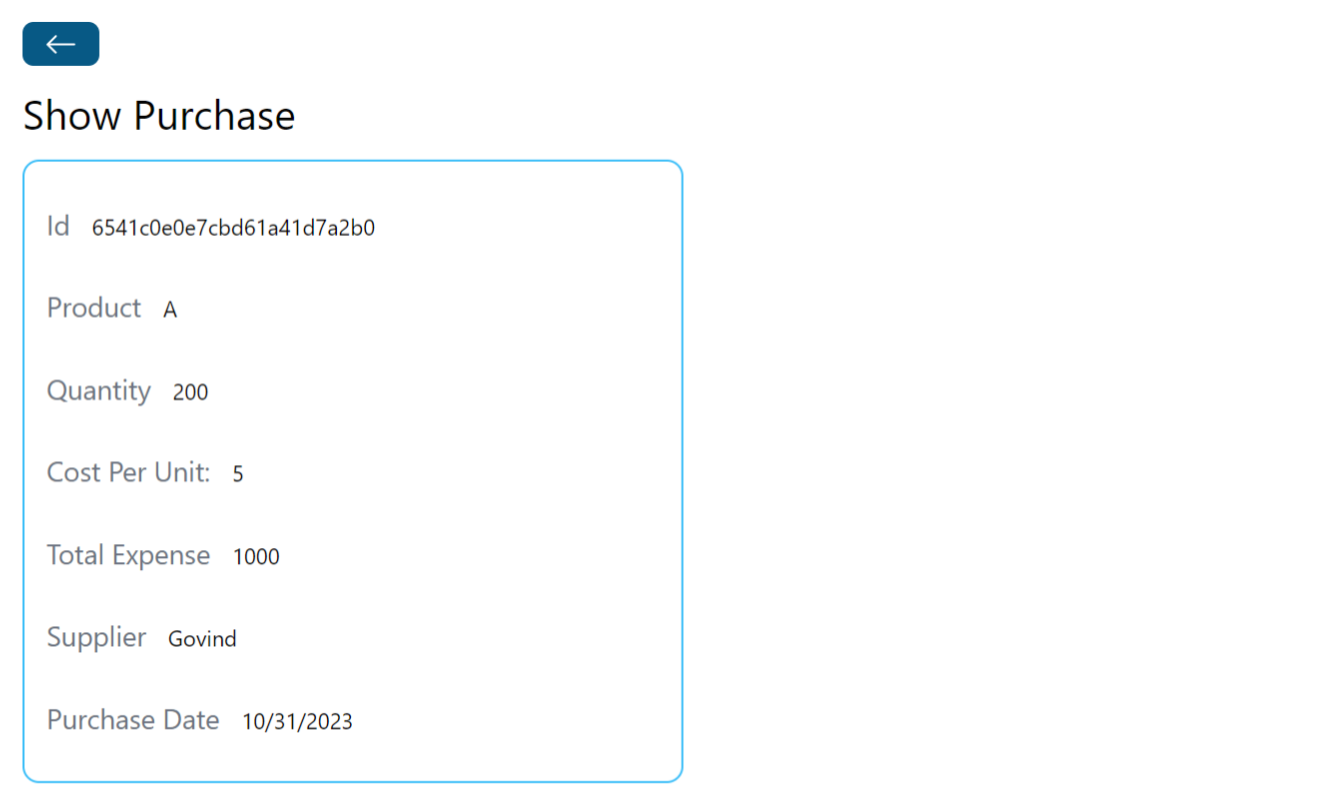 Show Purchase
Id 6541c0e0e7cbd61a41d7a2b0
Product A
Quantity 200
Cost Per Unit: 5
Total Expense 1000
Supplier Govind
Purchase Date 10/31/2023